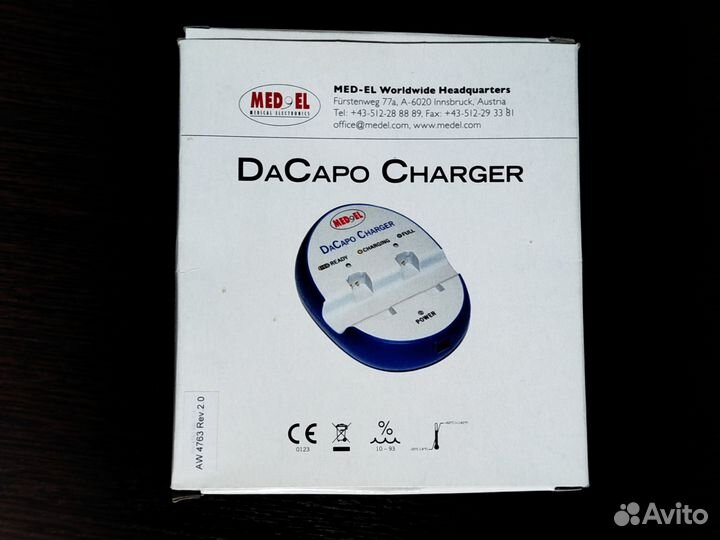 MED-EL
MEDICAL ELECTRONICS
MED-EL Worldwide Headquarters
Fürstenweg 77a, A-6020 Innsbruck, Austria
Tel: +43-512-28 88 89, Fax: +43-512-29 33 81
office@medel.com, www.medel.com
DACAPO CHARGER
MED-EL
DACAPO CHARGER
READY
CHARGING
FULL
POWER
AW 4763 Rev.2.0
CE
0123
%
10 – 93
Avito